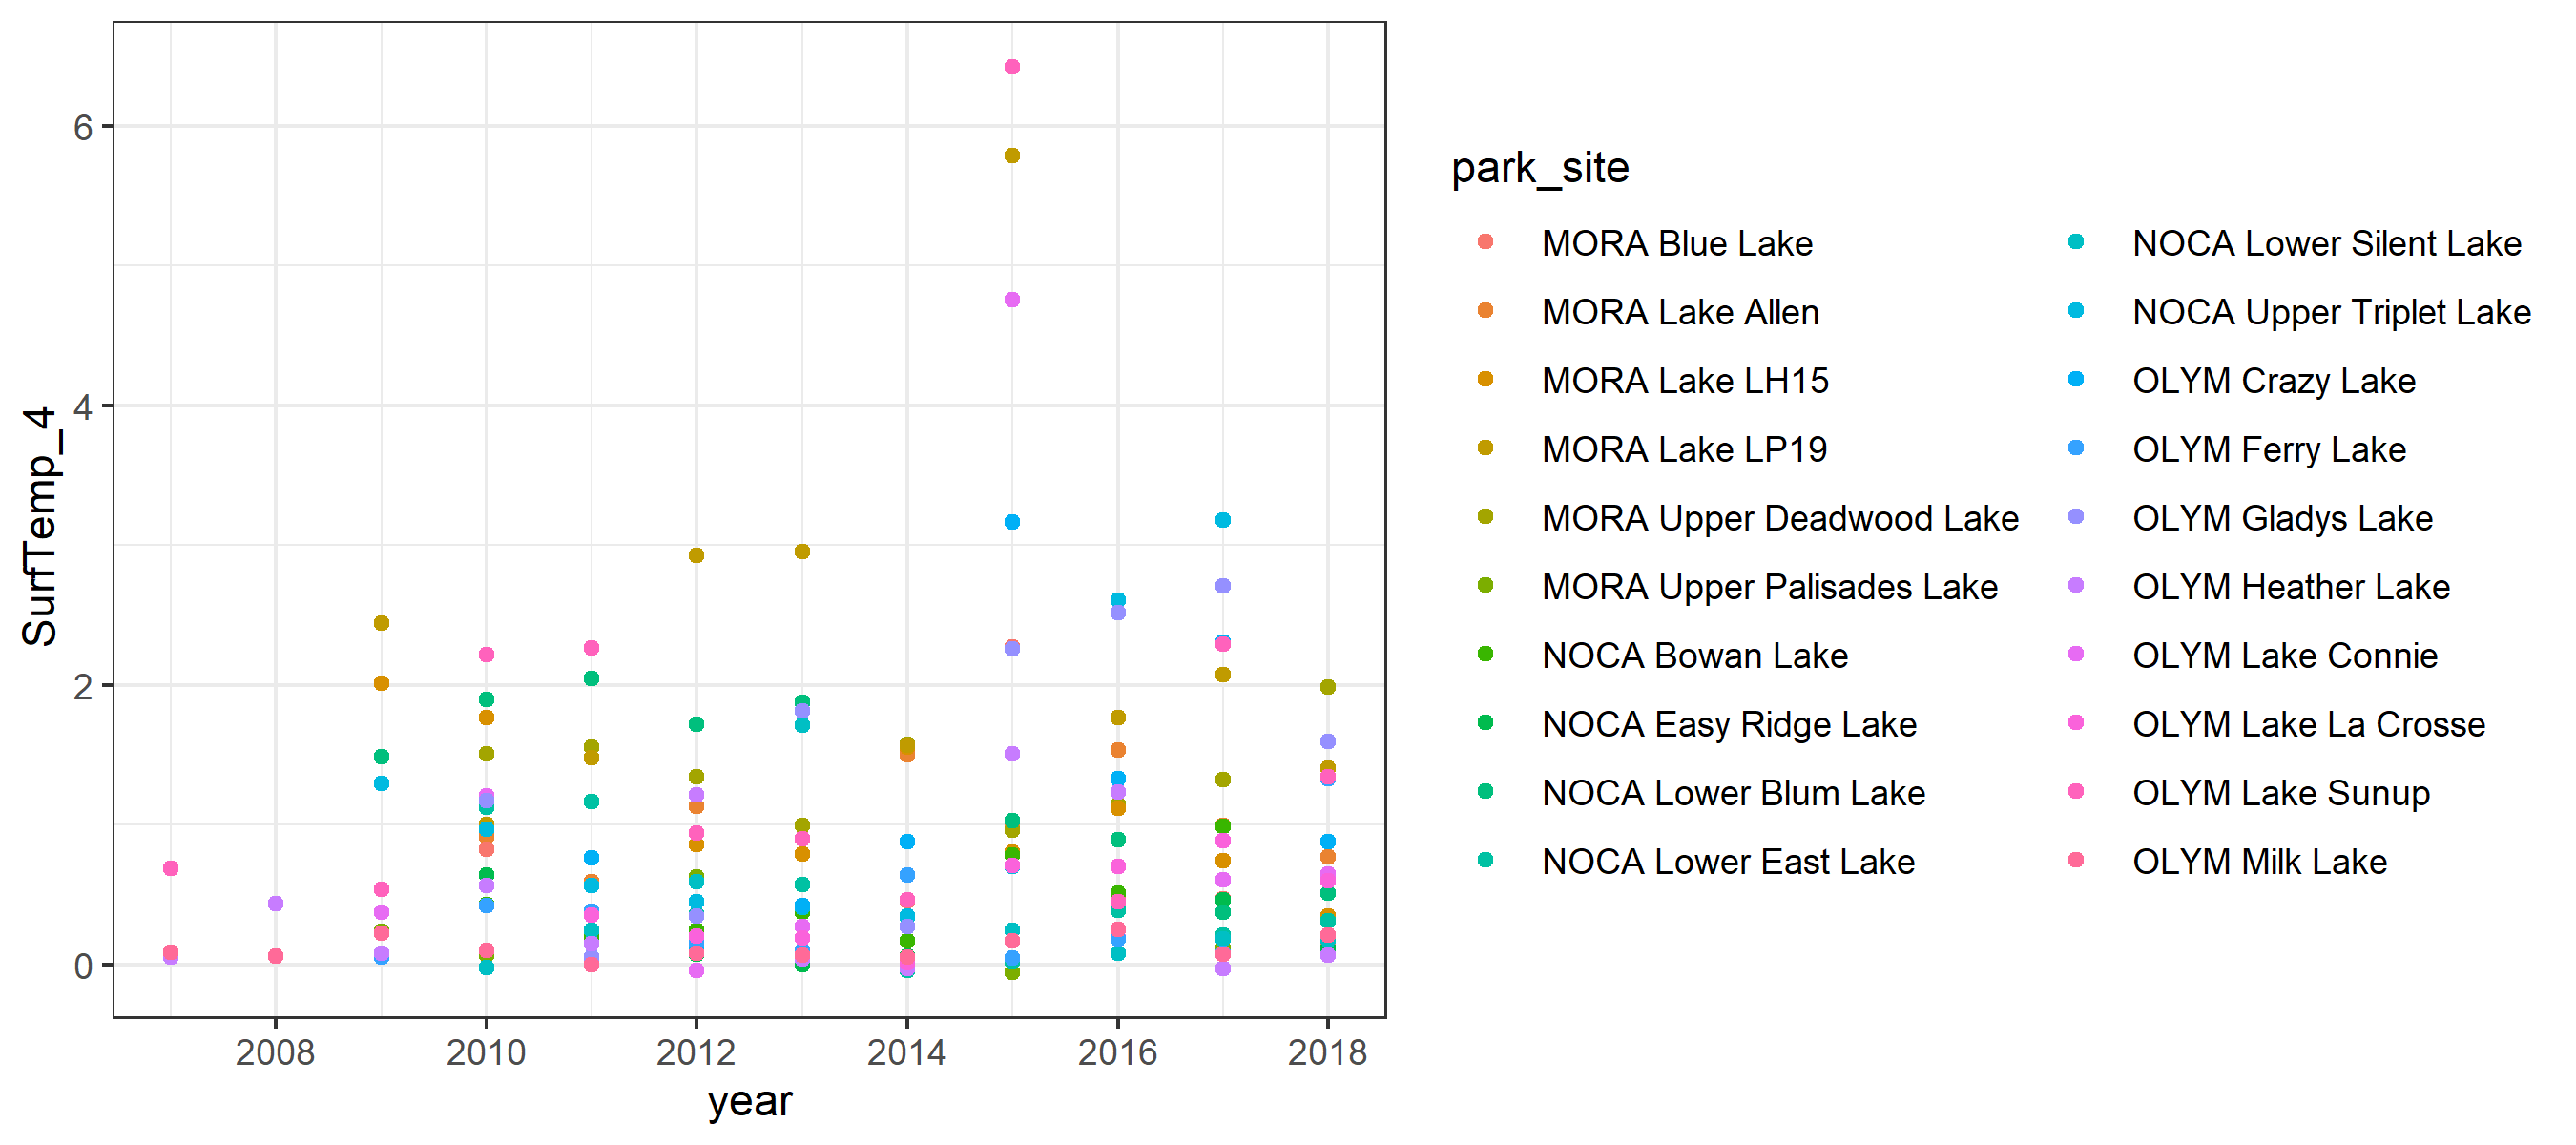 SurfTemp_4
6
4
2
0
2008 2010 2012 2014 2016 2018
year
park_site
MORA Blue Lake
MORA Lake Allen
MORA Lake LH15
MORA Lake LP19
MORA Upper Deadwood Lake
MORA Upper Palisades Lake
NOCA Bowan Lake
NOCA Easy Ridge Lake
NOCA Lower Blum Lake
NOCA Lower East Lake
NOCA Lower Silent Lake
NOCA Upper Triplet Lake
OLYM Crazy Lake
OLYM Ferry Lake
OLYM Gladys Lake
OLYM Heather Lake
OLYM Lake Connie
OLYM Lake La Crosse
OLYM Lake Sunup
OLYM Milk Lake